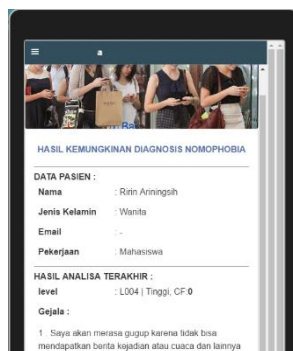 a
Ba
HASIL KEMUNGKINAN DIAGNOSIS NOMOPHOBIA
DATA PASIEN :
Nama : Ririn Ariningsih
Jenis Kelamin : Wanita
Email : -
Pekerjaan : Mahasiswa
HASIL ANALISA TERAKHIR :
level : L004 | Tinggi, CF:0
Gejala :
1 Saya akan merasa gugup karena tidak bisa
mendapatkan berita kejadian atau cuaca dan lainnya